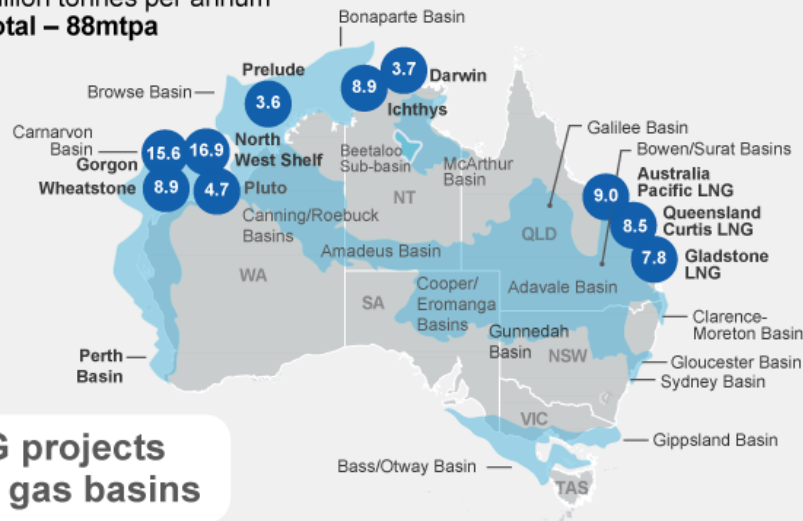 tonnes per annum
– 88mtpa
Bonaparte Basin
Prelude
3.6
8.9
3.7
Darwin
Ichthys
Browse Basin
Carnarvon
Basin
Gorgon
15.6
16.9
North
West Shelf
Wheatstone
8.9
4.7
Pluto
Beetaloo
Sub-basin
McArthur
Basin
NT
Canning/Roebuck
Basins
Amadeus Basin
WA
Galilee Basin
Bowen/Surat Basins
9.0
Australia
Pacific LNG
8.5
Queensland
Curtis LNG
7.8
Gladstone
LNG
QLD
Adavale Basin
Cooper/
Eromanga
Basins
SA
Gunnedah
Basin
NSW
Clarence-
Moreton Basin
Gloucester Basin
Sydney Basin
Perth
Basin
VIC
Gippsland Basin
Bass/Otway Basin
TAS
projects
gas basins